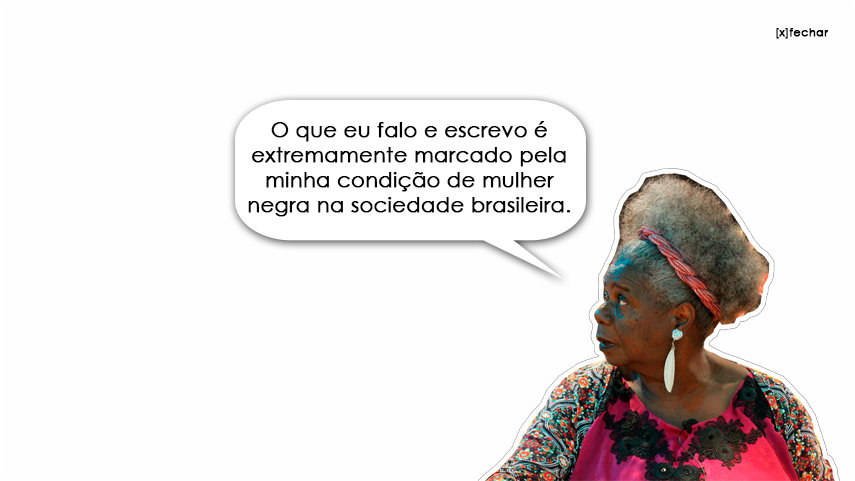 [x]fechar
O que eu falo e escrevo é
extremamente marcado pela
minha condição de mulher
negra na sociedade brasileira.